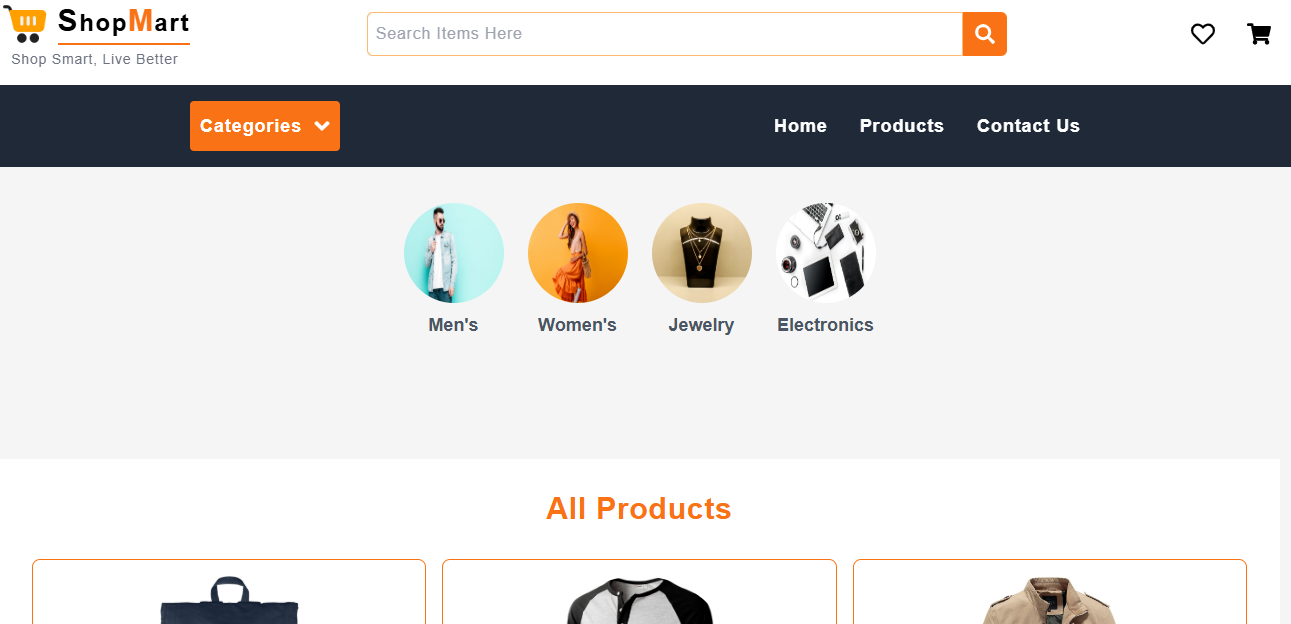 ShopMart
Shop Smart, Live Better
Search Items Here
Categories
Home Products Contact Us
Men's Women's Jewelry Electronics
All Products